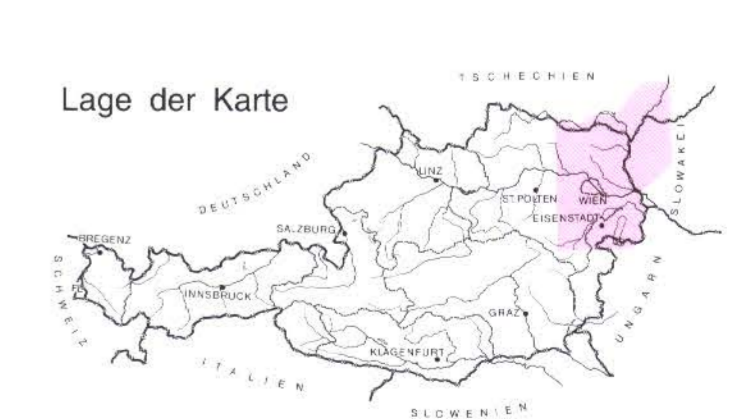 TSCHECHIEN
Lage der Karte
DEUTSCHLAND
SLOWAKEI
LINZ
ST.PÖLTEN
WIEN
EISENSTADT
SALZBURG
BREGENZ
SCHWEIZ
FL
INNSBRUCK
UNGARN
GRAZ
KLAGENFURT
ITALIEN
SLOWENIEN